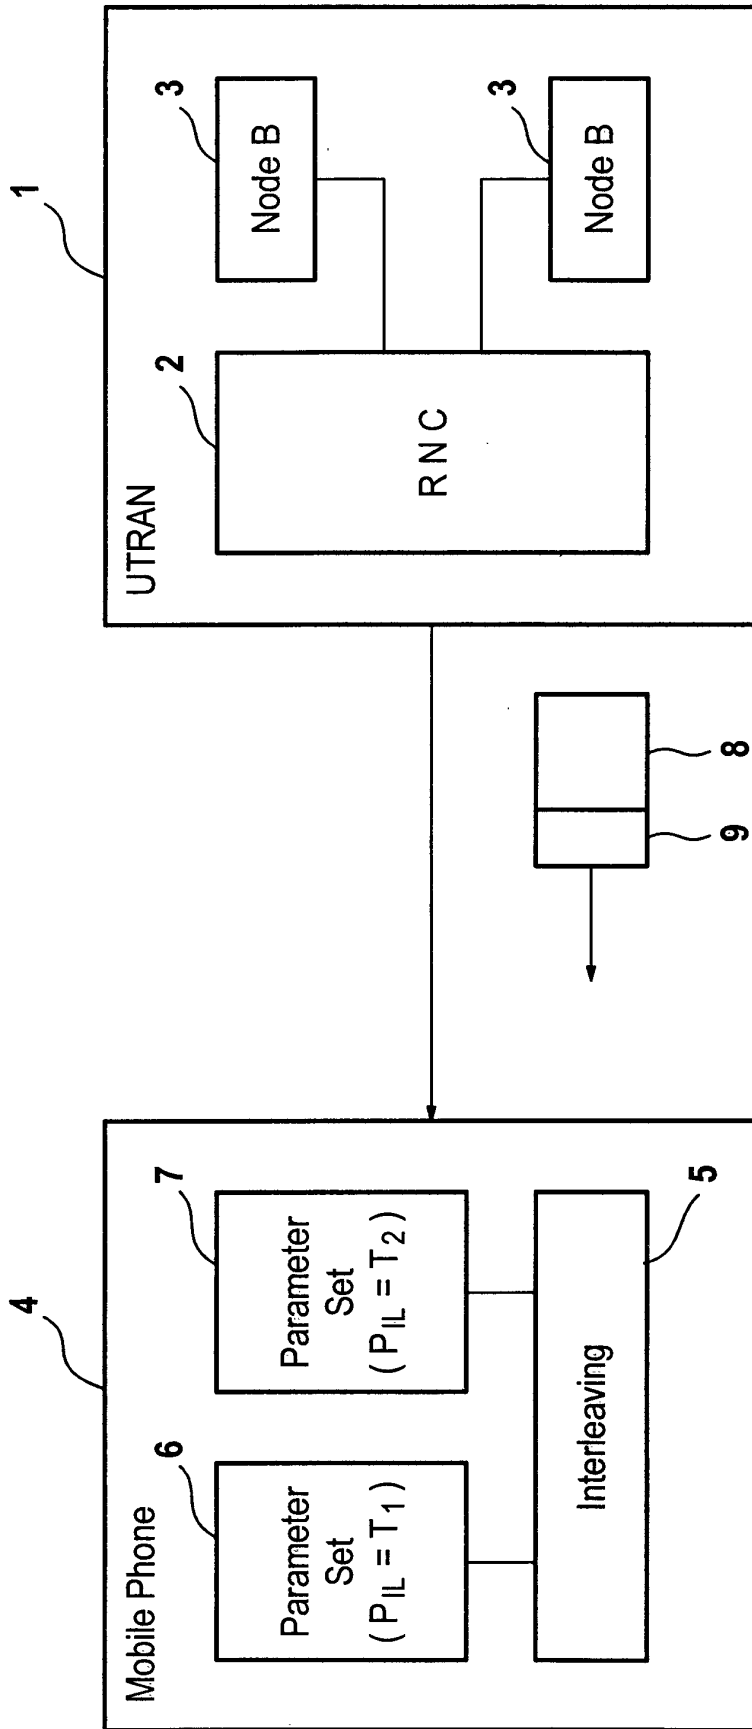 4
Mobile Phone
6
Parameter
Set
( P_IL = T_1 )
7
Parameter
Set
( P_IL = T_2 )
Interleaving
5
9
8
1
UTRAN
2
R N C
3
Node B
3
Node B